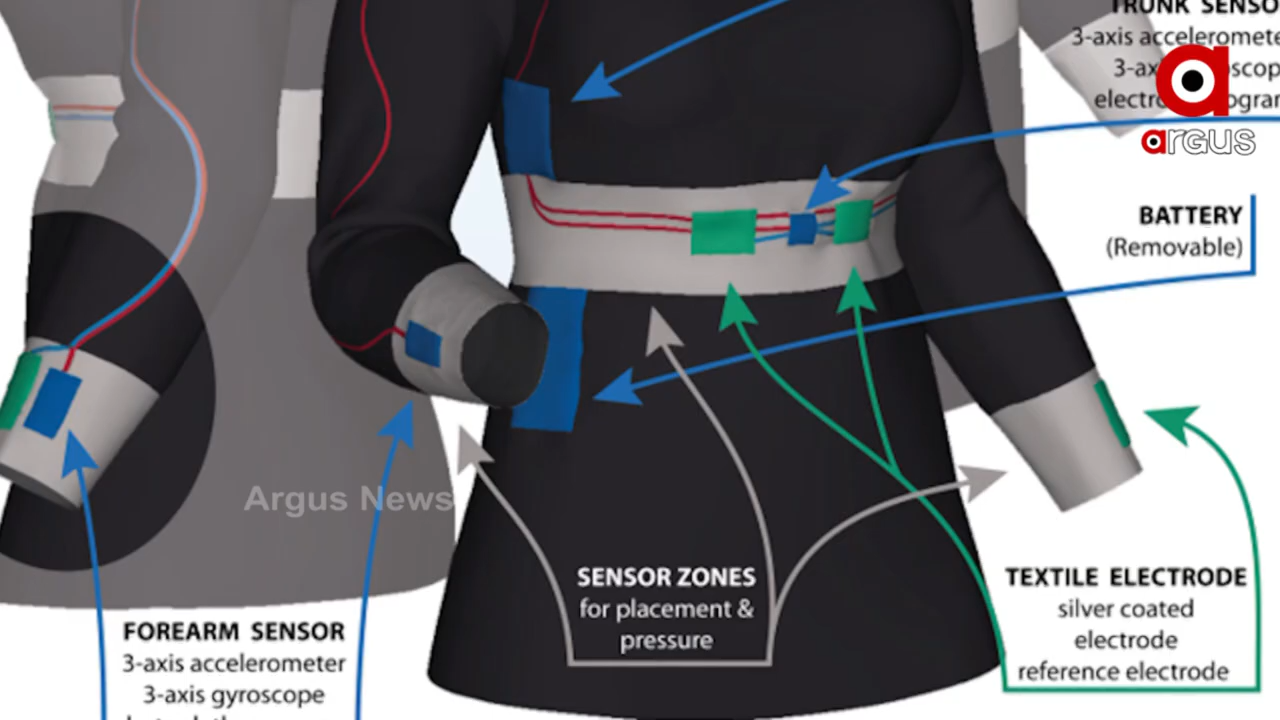 TRUNK SENSO
3-axis acceleromete
3-ax
scop
electr
ogra
argus
BATTERY
(Removable)
Argus News
SENSOR ZONES
for placement &
pressure
TEXTILE ELECTRODE
silver coated
electrode
reference electrode
FOREARM SENSOR
3-axis accelerometer
3-axis gyroscope